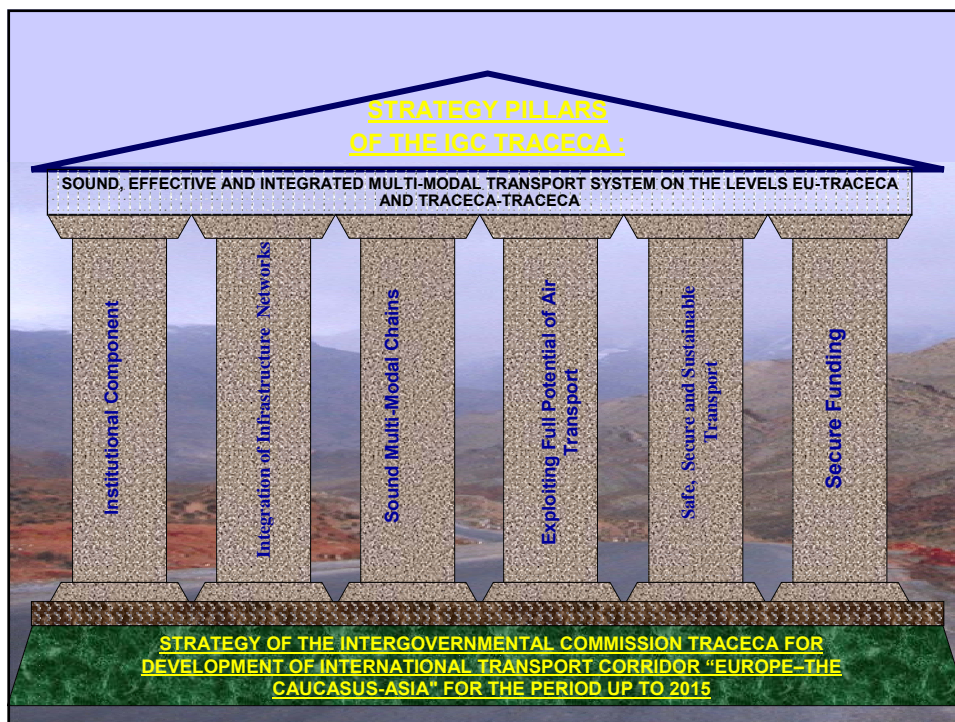 STRATEGY PILLARS
OF THE IGC TRACECA :
SOUND, EFFECTIVE AND INTEGRATED MULTI-MODAL TRANSPORT SYSTEM ON THE LEVELS EU-TRACECA
AND TRACECA-TRACECA
Institutional Component
Integration of Infrastructure Networks
Sound Multi-Modal Chains
Exploiting Full Potential of Air
Transport
Safe, Secure and Sustainable
Transport
Secure Funding
STRATEGY OF THE INTERGOVERNMENTAL COMMISSION TRACECA FOR
DEVELOPMENT OF INTERNATIONAL TRANSPORT CORRIDOR “EUROPE–THE
CAUCASUS-ASIA" FOR THE PERIOD UP TO 2015